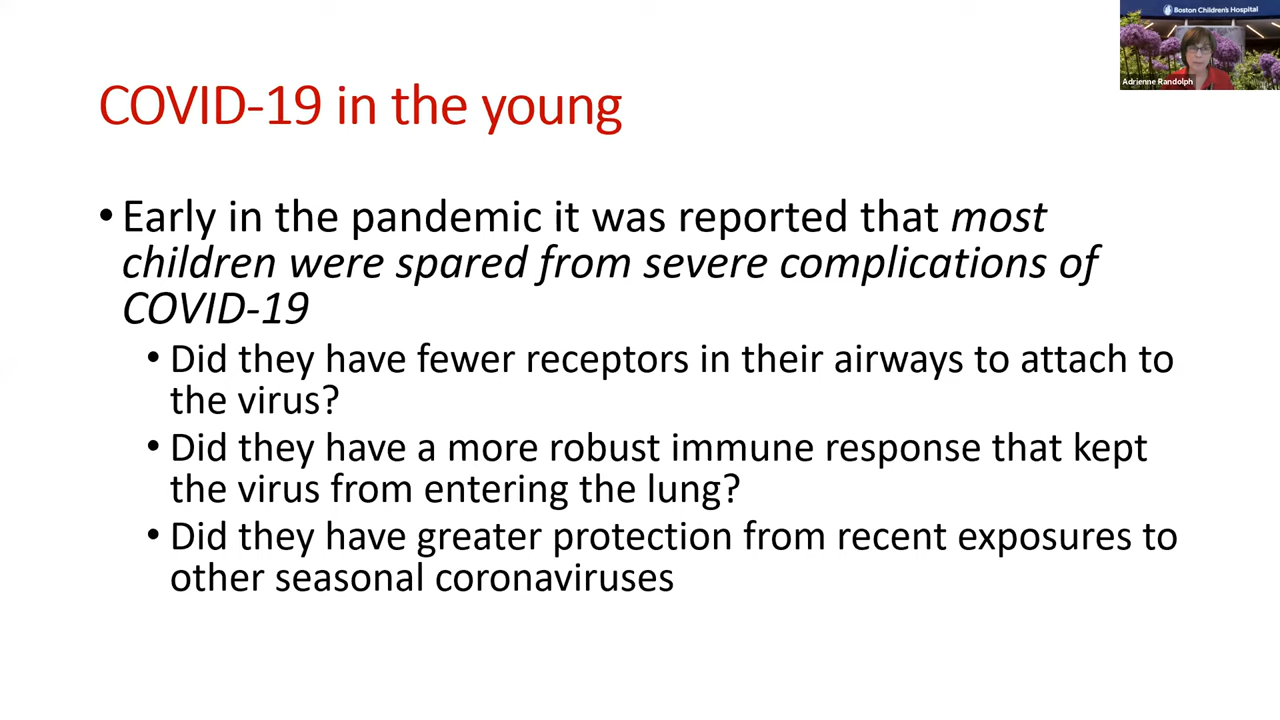 Boston Children's Hospital
Adrienne Randolph
COVID-19 in the young
• Early in the pandemic it was reported that most
children were spared from severe complications of
COVID-19
• Did they have fewer receptors in their airways to attach to
the virus?
• Did they have a more robust immune response that kept
the virus from entering the lung?
• Did they have greater protection from recent exposures to
other seasonal coronaviruses